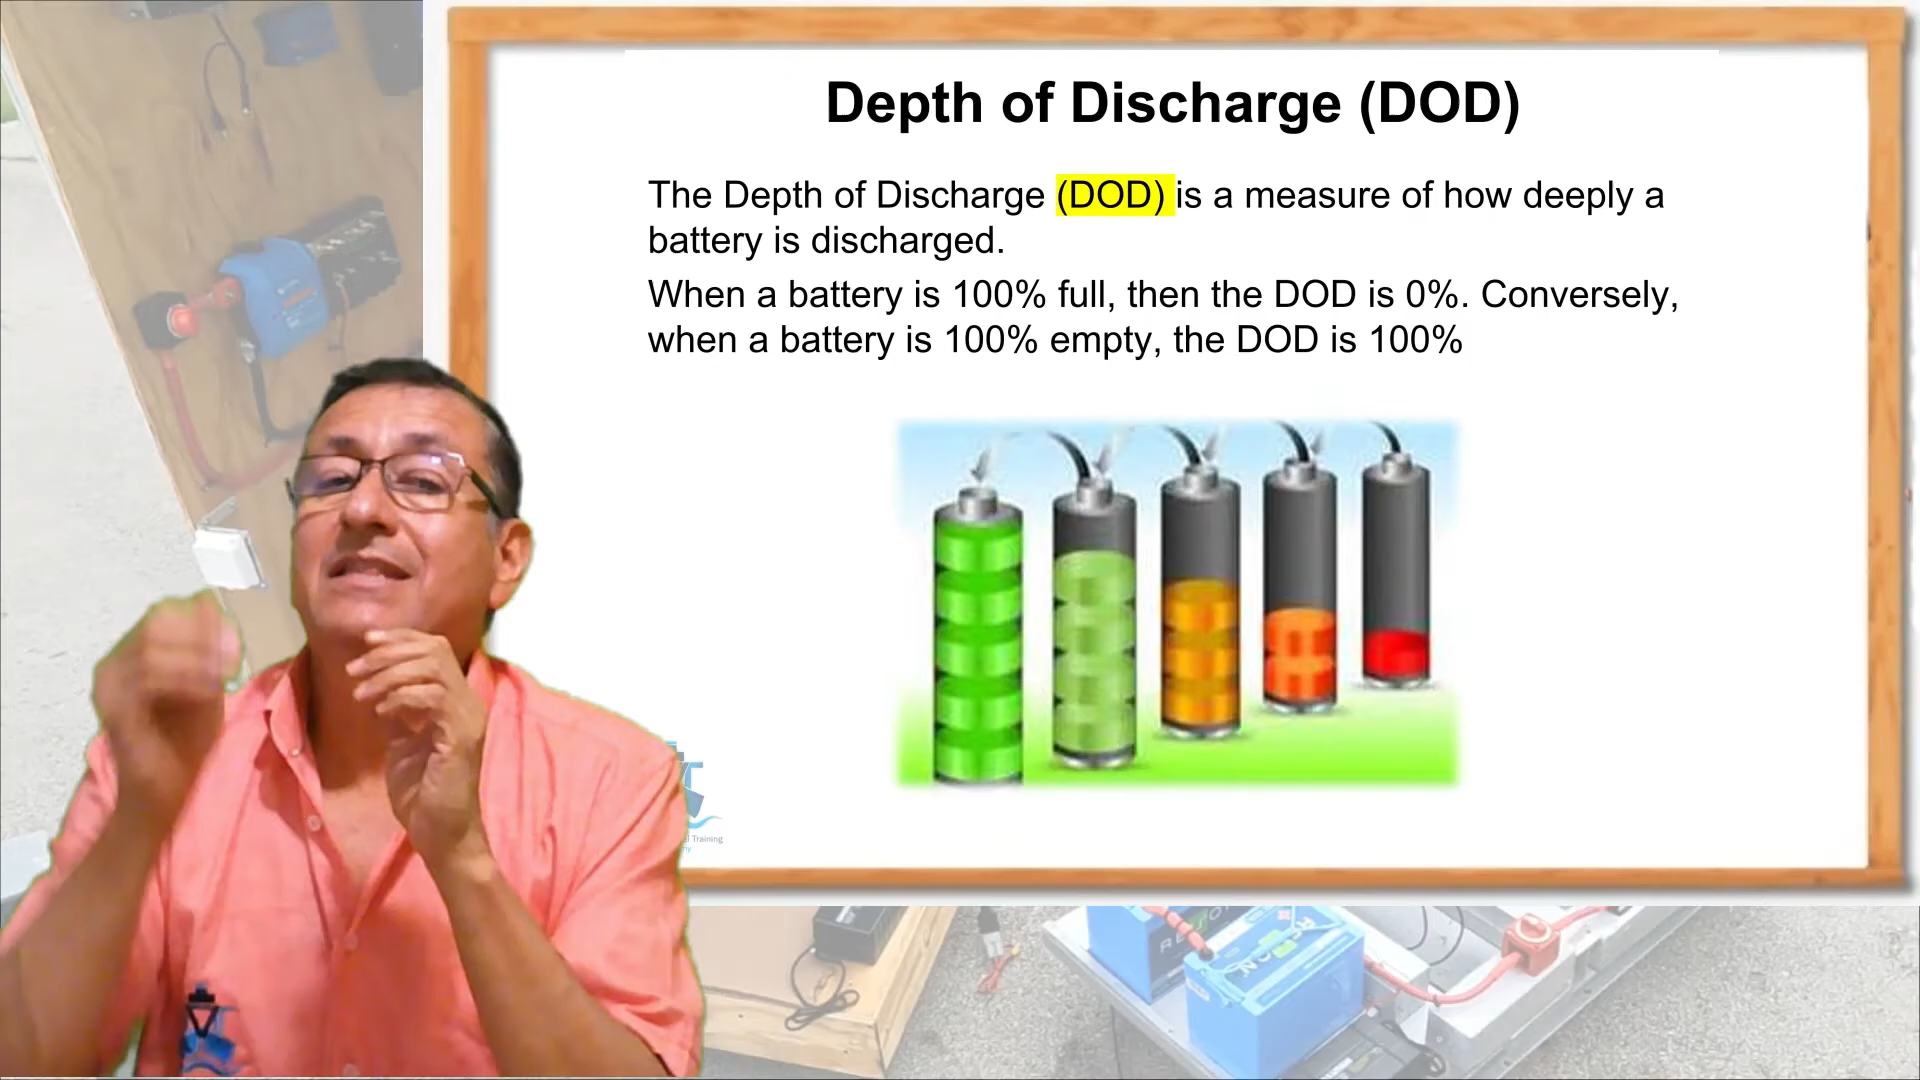 Depth of Discharge (DOD)
The Depth of Discharge (DOD) is a measure of how deeply a
battery is discharged.
When a battery is 100% full, then the DOD is 0%. Conversely,
when a battery is 100% empty, the DOD is 100%
Training